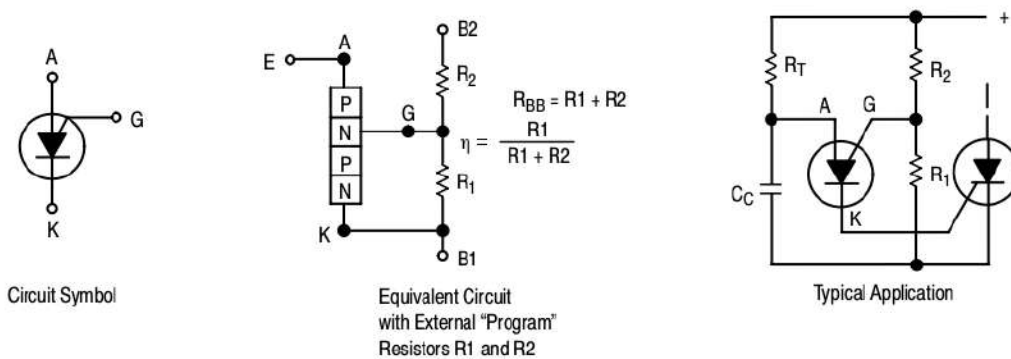 A
G
K
Circuit Symbol
B2
E
A
R2
P
N
P
N
G
RBB = R1 + R2
η = R1
R1 + R2
R1
K
B1
Equivalent Circuit
with External “Program”
Resistors R1 and R2
+
RT
R2
A
G
R1
CC
K
Typical Application